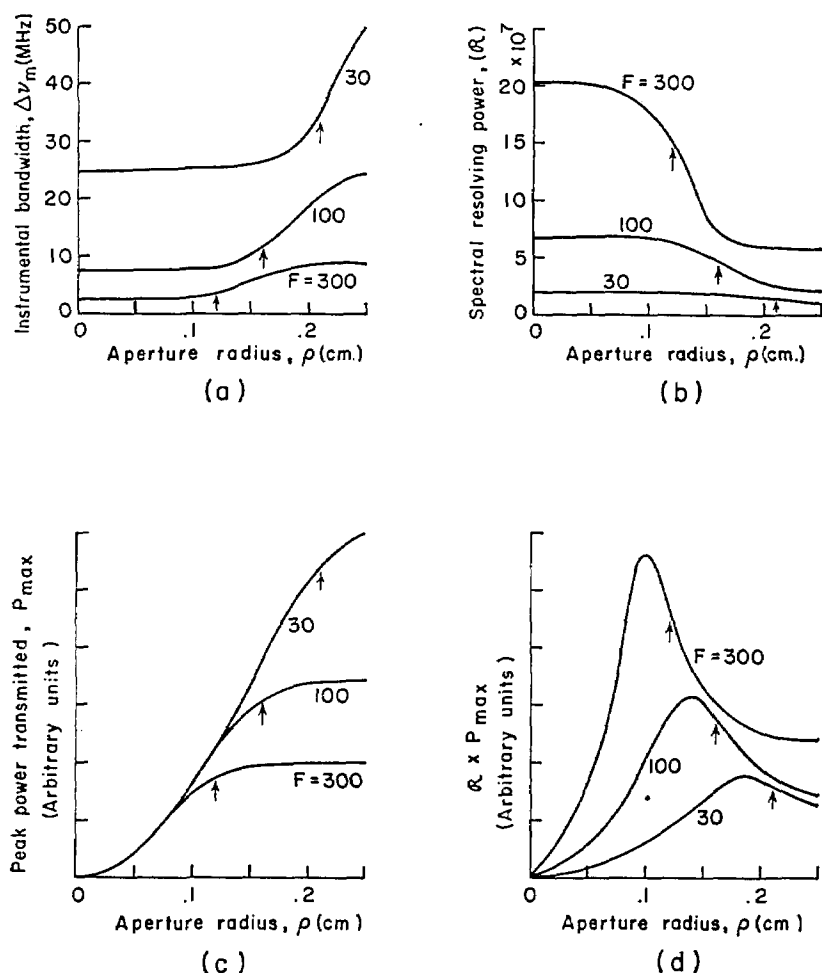 Instrumental bandwidth, Δν_m (MHz)
50
40
30
20
10
0
30
100
F=300
0
.1
.2
Aperture radius, ρ (cm.)
(a)
Spectral resolving power, (ℛ)
× 10⁷
20
15
10
5
0
F=300
100
30
0
.1
.2
Aperture radius, ρ (cm.)
(b)
Peak power transmitted, P_max
(Arbitrary units)
30
100
F=300
0
.1
.2
Aperture radius, ρ (cm)
(c)
ℛ × P_max
(Arbitrary units)
F=300
100
30
0
.1
.2
Aperture radius, ρ (cm)
(d)